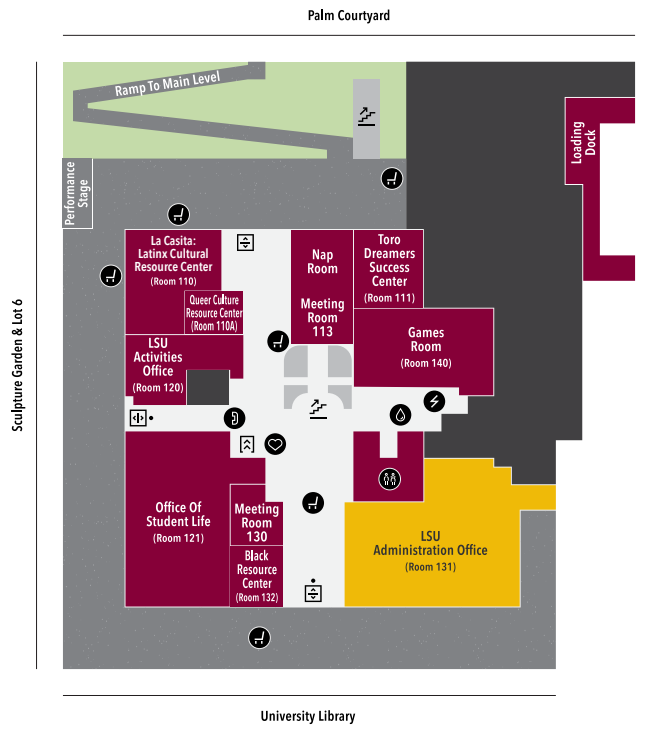 Palm Courtyard
Ramp To Main Level
Loading
Dock
Performance
Stage
La Casita:
Latinx Cultural
Resource Center
(Room 110)
Nap
Room
Toro
Dreamers
Success
Center
(Room 111)
Queer Culture
Resource Center
(Room 110A)
Meeting
Room
113
Games
Room
(Room 140)
LSU
Activities
Office
(Room 120)
Sculpture Garden & Lot 6
Office Of
Student Life
(Room 121)
Meeting
Room
130
Black
Resource
Center
(Room 132)
LSU
Administration Office
(Room 131)
University Library